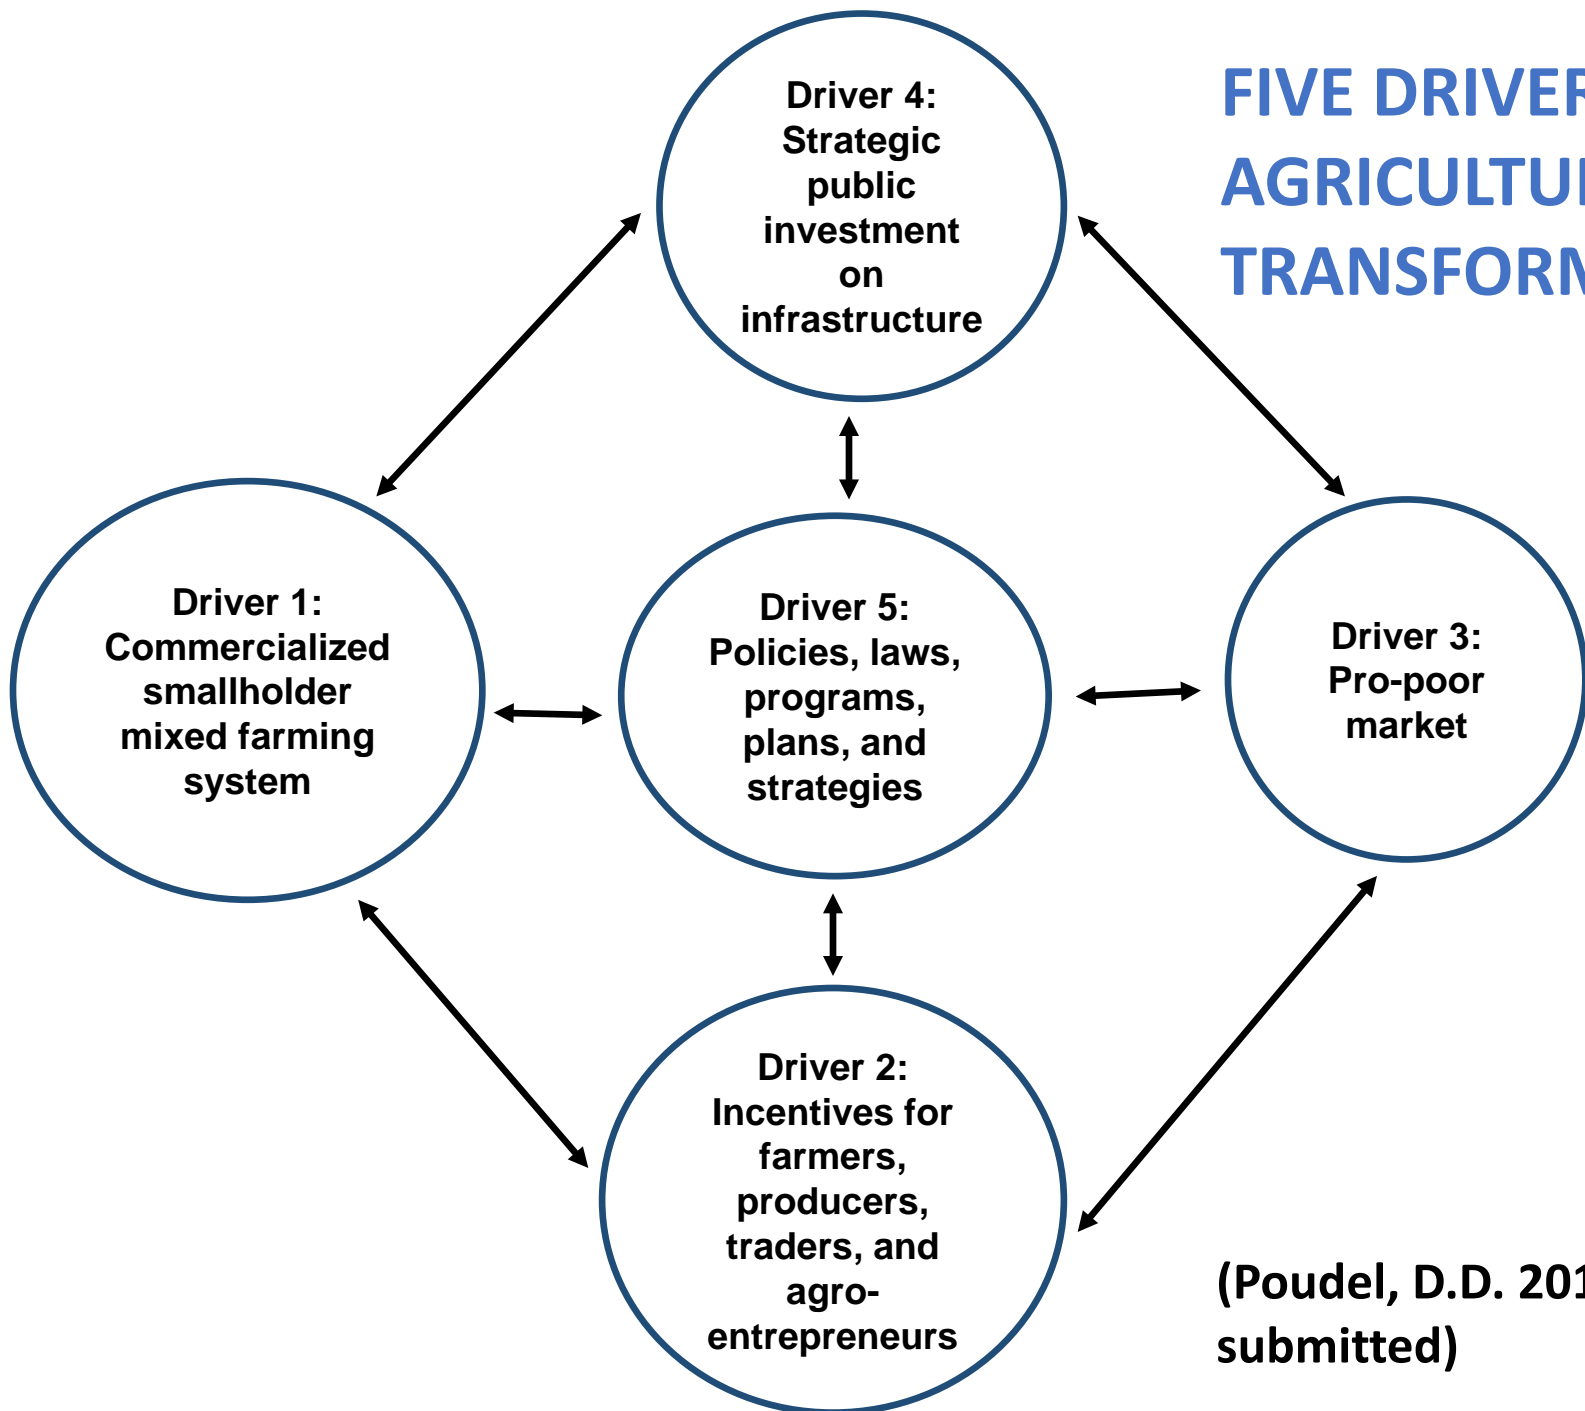 FIVE DRIVER
AGRICULTU
TRANSFORM
Driver 4:
Strategic
public
investment
on
infrastructure
Driver 1:
Commercialized
smallholder
mixed farming
system
Driver 5:
Policies, laws,
programs,
plans, and
strategies
Driver 3:
Pro-poor
market
Driver 2:
Incentives for
farmers,
producers,
traders, and
agro-
entrepreneurs
(Poudel, D.D. 201
submitted)